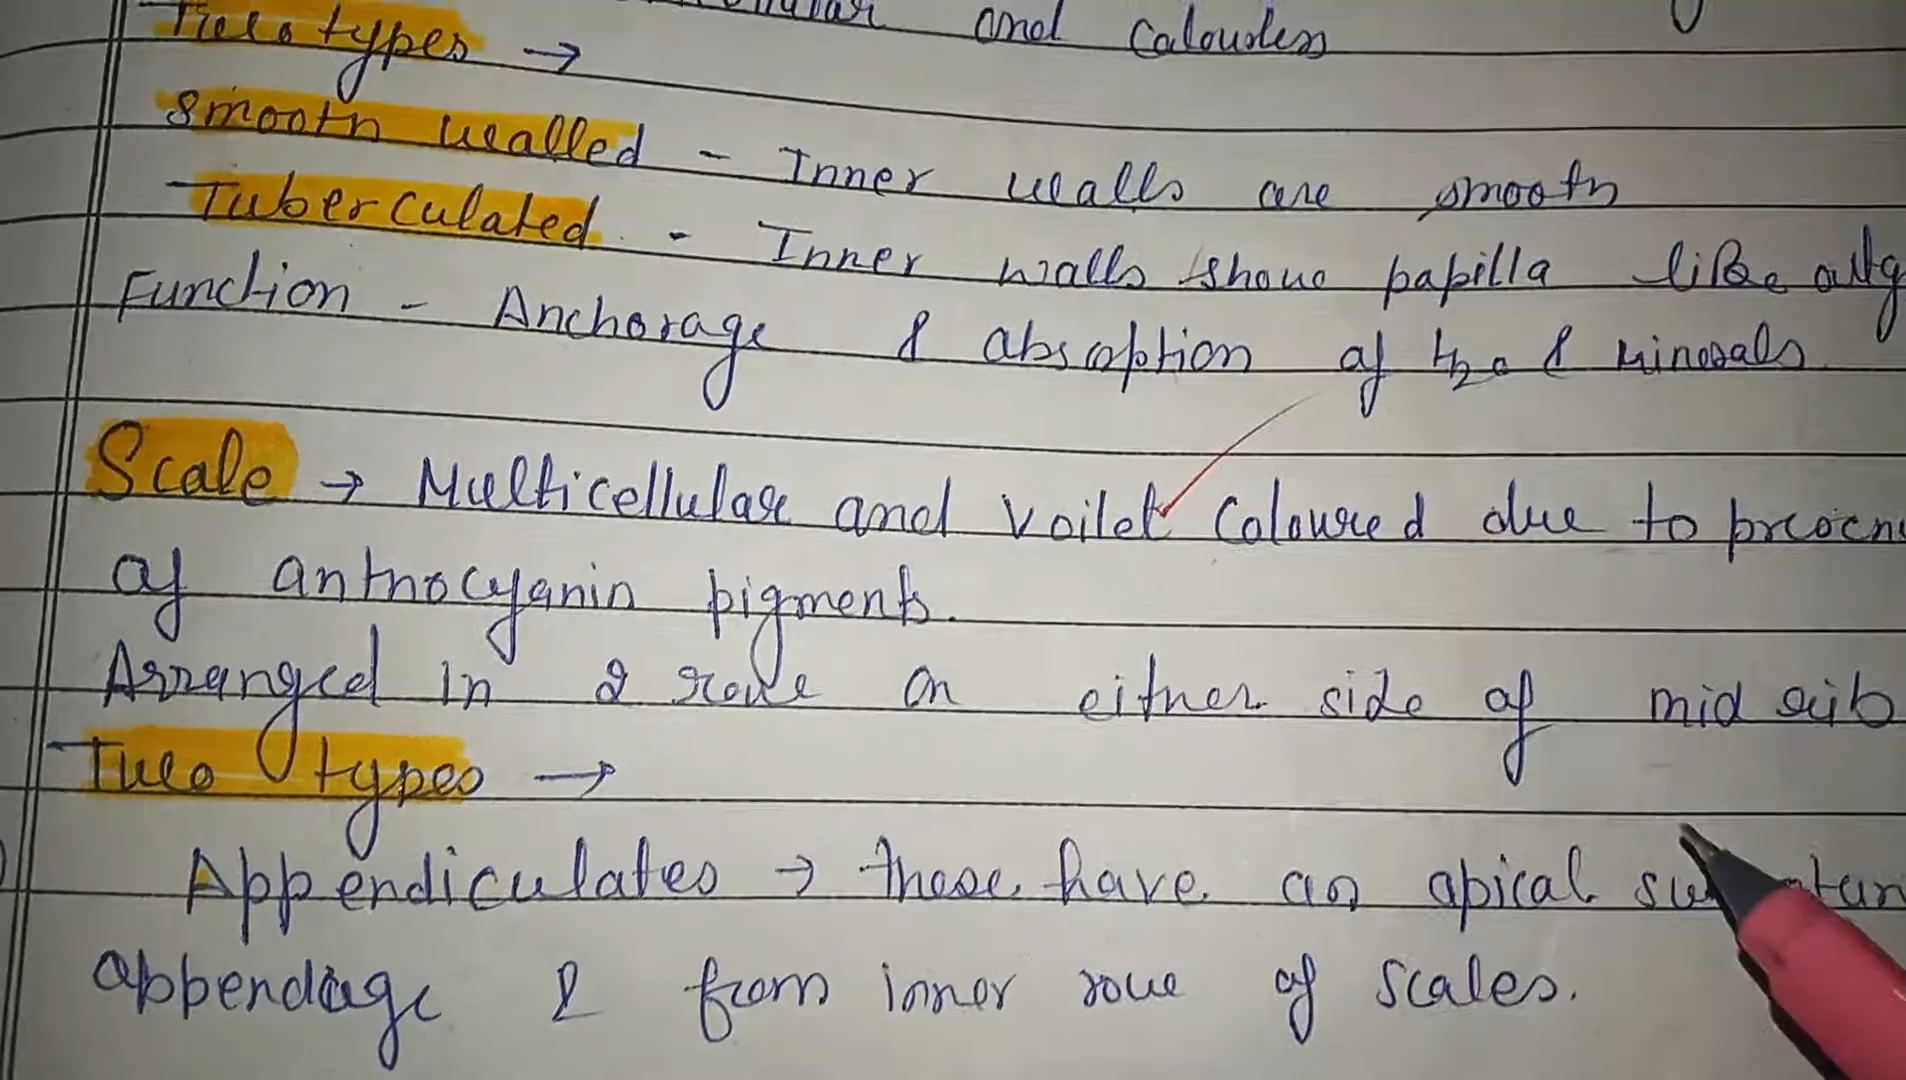 and Colourless
Two types →
Smooth walled - Inner walls are smooth
Tuberculated - Inner walls show papilla like
Function - Anchorage & absorption of H2O & minerals
Scale → Multicellular and Voilet Coloured due to
of anthocyanin pigments.
Arranged in 2 row on either side of mid rib
Two types →
Appendiculates → these have an apical
appendage & from inner row of scales.